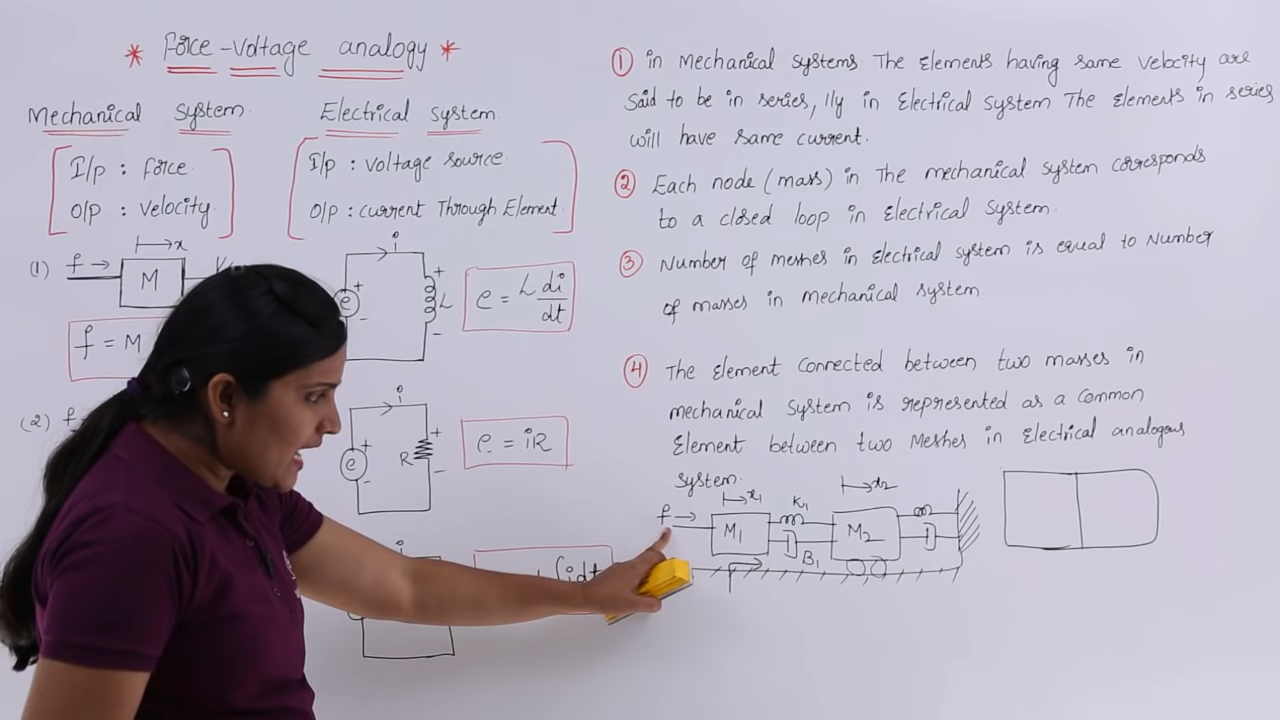 * Force-Voltage analogy *
Mechanical System.
Electrical System.
I/p : force.
O/p : velocity.
I/p : voltage source.
O/p : current Through Element.
(1) f → M x
f = M
i
e + -
+ L -
e = L di/dt
(2) f
i
e + -
R + -
e = iR
i
∫idt
① in Mechanical Systems The Elements having same velocity are
Said to be in series, lly in Electrical System The Elements in series
will have same current.
② Each node (mass) in The mechanical system corresponds
to a closed loop in Electrical System.
③ Number of meshes in Electrical system is equal to Number
of masses in mechanical system
④ The Element Connected between two masses in
mechanical System is represented as a Common
Element between two Meshes in Electrical analogous
system.
x1 K1 x2
f → M1 M2
B1